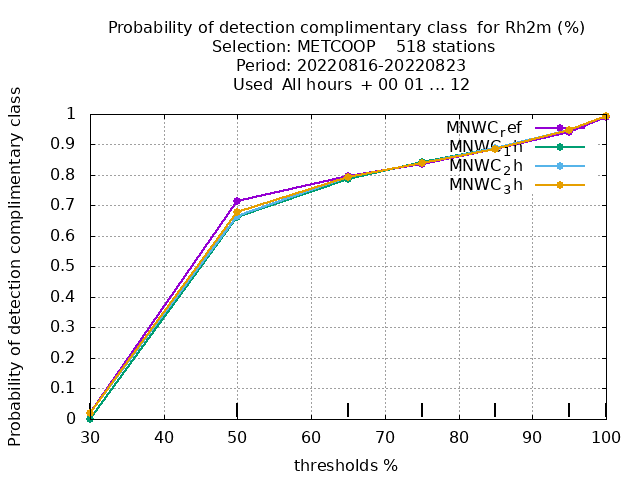 Probability of detection complimentary class  for Rh2m (%)
Selection: METCOOP    518 stations
Period: 20220816-20220823
Used  All hours  + 00 01 ... 12
Probability of detection complimentary class
1
0.9
0.8
0.7
0.6
0.5
0.4
0.3
0.2
0.1
0
MNWC_ref
MNWC_1h
MNWC_2h
MNWC_3h
30 40 50 60 70 80 90 100
thresholds %